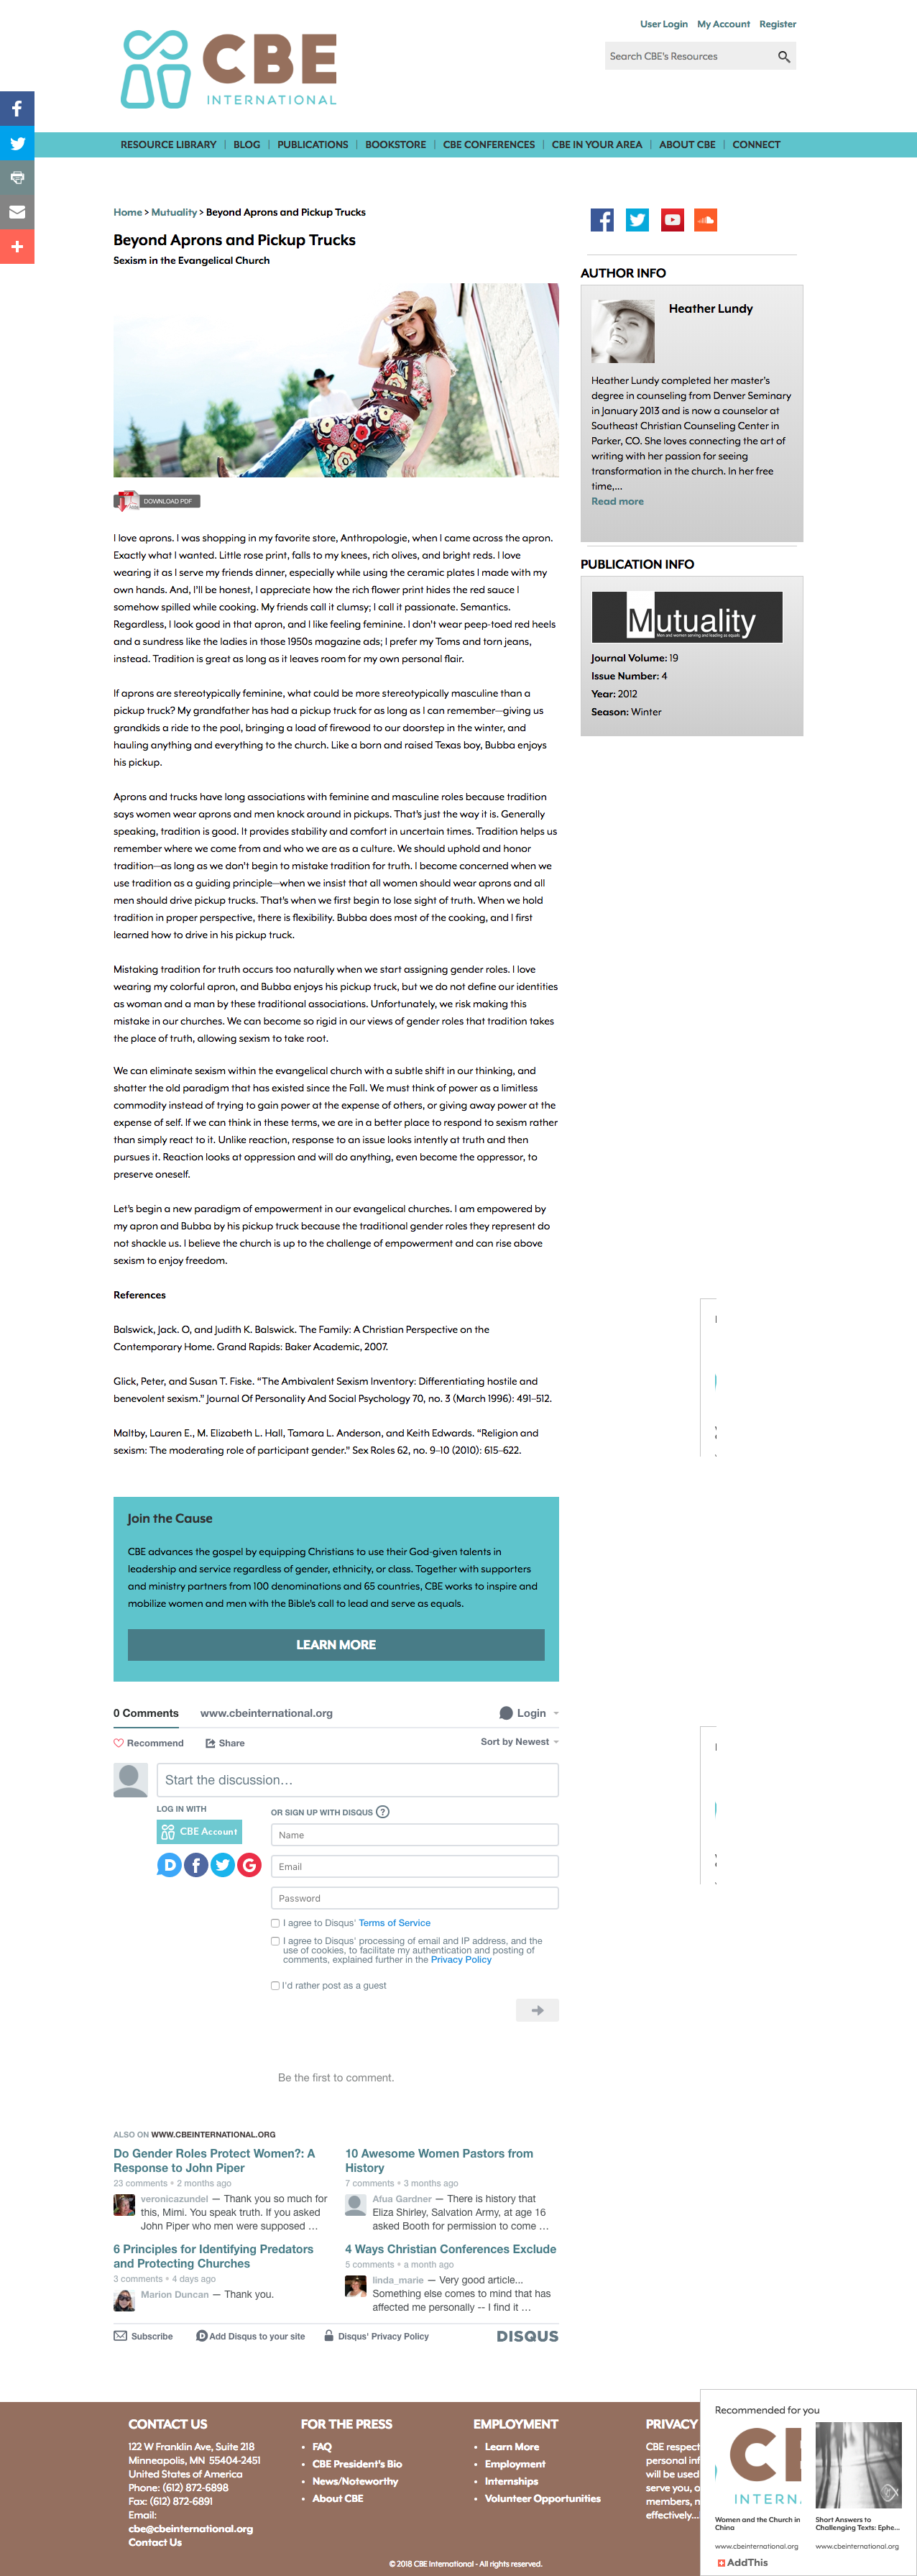 User Login My Account Register
CBE
INTERNATIONAL
Search CBE's Resources
RESOURCE LIBRARY | BLOG | PUBLICATIONS | BOOKSTORE | CBE CONFERENCES | CBE IN YOUR AREA | ABOUT CBE | CONNECT
Home > Mutuality > Beyond Aprons and Pickup Trucks
Beyond Aprons and Pickup Trucks
Sexism in the Evangelical Church
DOWNLOAD PDF
I love aprons. I was shopping in my favorite store, Anthropologie, when I came across the apron.
Exactly what I wanted. Little rose print, falls to my knees, rich olives, and bright reds. I love
wearing it as I serve my friends dinner, especially while using the ceramic plates I made with my
own hands. And, I'll be honest, I appreciate how the rich flower print hides the red sauce I
somehow spilled while cooking. My friends call it clumsy; I call it passionate. Semantics.
Regardless, I look good in that apron, and I like feeling feminine. I don't wear peep-toed red heels
and a sundress like the ladies in those 1950s magazine ads; I prefer my Toms and torn jeans,
instead. Tradition is great as long as it leaves room for my own personal flair.
If aprons are stereotypically feminine, what could be more stereotypically masculine than a
pickup truck? My grandfather has had a pickup truck for as long as I can remember—giving us
grandkids a ride to the pool, bringing a load of firewood to our doorstep in the winter, and
hauling anything and everything to the church. Like a born and raised Texas boy, Bubba enjoys
his pickup.
Aprons and trucks have long associations with feminine and masculine roles because tradition
says women wear aprons and men knock around in pickups. That's just the way it is. Generally
speaking, tradition is good. It provides stability and comfort in uncertain times. Tradition helps us
remember where we come from and who we are as a culture. We should uphold and honor
tradition—as long as we don't begin to mistake tradition for truth. I become concerned when we
use tradition as a guiding principle—when we insist that all women should wear aprons and all
men should drive pickup trucks. That's when we first begin to lose sight of truth. When we hold
tradition in proper perspective, there is flexibility. Bubba does most of the cooking, and I first
learned how to drive in his pickup truck.
Mistaking tradition for truth occurs too naturally when we start assigning gender roles. I love
wearing my colorful apron, and Bubba enjoys his pickup truck, but we do not define our identities
as woman and a man by these traditional associations. Unfortunately, we risk making this
mistake in our churches. We can become so rigid in our views of gender roles that tradition takes
the place of truth, allowing sexism to take root.
We can eliminate sexism within the evangelical church with a subtle shift in our thinking, and
shatter the old paradigm that has existed since the Fall. We must think of power as a limitless
commodity instead of trying to gain power at the expense of others, or giving away power at the
expense of self. If we can think in these terms, we are in a better place to respond to sexism rather
than simply react to it. Unlike reaction, response to an issue looks intently at truth and then
pursues it. Reaction looks at oppression and will do anything, even become the oppressor, to
preserve oneself.
Let's begin a new paradigm of empowerment in our evangelical churches. I am empowered by
my apron and Bubba by his pickup truck because the traditional gender roles they represent do
not shackle us. I believe the church is up to the challenge of empowerment and can rise above
sexism to enjoy freedom.
References
Balswick, Jack. O, and Judith K. Balswick. The Family: A Christian Perspective on the
Contemporary Home. Grand Rapids: Baker Academic, 2007.
Glick, Peter, and Susan T. Fiske. "The Ambivalent Sexism Inventory: Differentiating hostile and
benevolent sexism." Journal Of Personality And Social Psychology 70, no. 3 (March 1996): 491–512.
Maltby, Lauren E., M. Elizabeth L. Hall, Tamara L. Anderson, and Keith Edwards. "Religion and
sexism: The moderating role of participant gender." Sex Roles 62, no. 9–10 (2010): 615–622.
AUTHOR INFO
Heather Lundy
Heather Lundy completed her master's
degree in counseling from Denver Seminary
in January 2013 and is now a counselor at
Southeast Christian Counseling Center in
Parker, CO. She loves connecting the art of
writing with her passion for seeing
transformation in the church. In her free
time,...
Read more
PUBLICATION INFO
Mutuality
Men and women serving and leading as equals
Journal Volume: 19
Issue Number: 4
Year: 2012
Season: Winter
Join the Cause
CBE advances the gospel by equipping Christians to use their God-given talents in
leadership and service regardless of gender, ethnicity, or class. Together with supporters
and ministry partners from 100 denominations and 65 countries, CBE works to inspire and
mobilize women and men with the Bible's call to lead and serve as equals.
LEARN MORE
0 Comments www.cbeinternational.org Login
Recommend Share Sort by Newest
Start the discussion...
LOG IN WITH
CBE Account
OR SIGN UP WITH DISQUS ?
Name
Email
Password
I agree to Disqus' Terms of Service
I agree to Disqus' processing of email and IP address, and the
use of cookies, to facilitate my authentication and posting of
comments, explained further in the Privacy Policy
I'd rather post as a guest
Be the first to comment.
ALSO ON WWW.CBEINTERNATIONAL.ORG
Do Gender Roles Protect Women?: A
Response to John Piper
23 comments • 2 months ago
veronicazundel — Thank you so much for
this, Mimi. You speak truth. If you asked
John Piper who men were supposed ...
10 Awesome Women Pastors from
History
7 comments • 3 months ago
Afua Gardner — There is history that
Eliza Shirley, Salvation Army, at age 16
asked Booth for permission to come ...
6 Principles for Identifying Predators
and Protecting Churches
3 comments • 4 days ago
Marion Duncan — Thank you.
4 Ways Christian Conferences Exclude
5 comments • a month ago
linda_marie — Very good article...
Something else comes to mind that has
affected me personally -- I find it ...
Subscribe Add Disqus to your site Disqus' Privacy Policy DISQUS
CONTACT US
122 W Franklin Ave, Suite 218
Minneapolis, MN 55404-2451
United States of America
Phone: (612) 872-6898
Fax: (612) 872-6891
Email:
cbe@cbeinternational.org
Contact Us
FOR THE PRESS
• FAQ
• CBE President's Bio
• News/Noteworthy
• About CBE
EMPLOYMENT
• Learn More
• Employment
• Internships
• Volunteer Opportunities
PRIVACY
CBE respect
personal inf
will be used
serve you, o
members, n
effectively...
Recommended for you
CE
INTERN
Women and the Church in
China
www.cbeinternational.org
Short Answers to
Challenging Texts: Ephe...
www.cbeinternational.org
AddThis
© 2018 CBE International - All rights reserved.